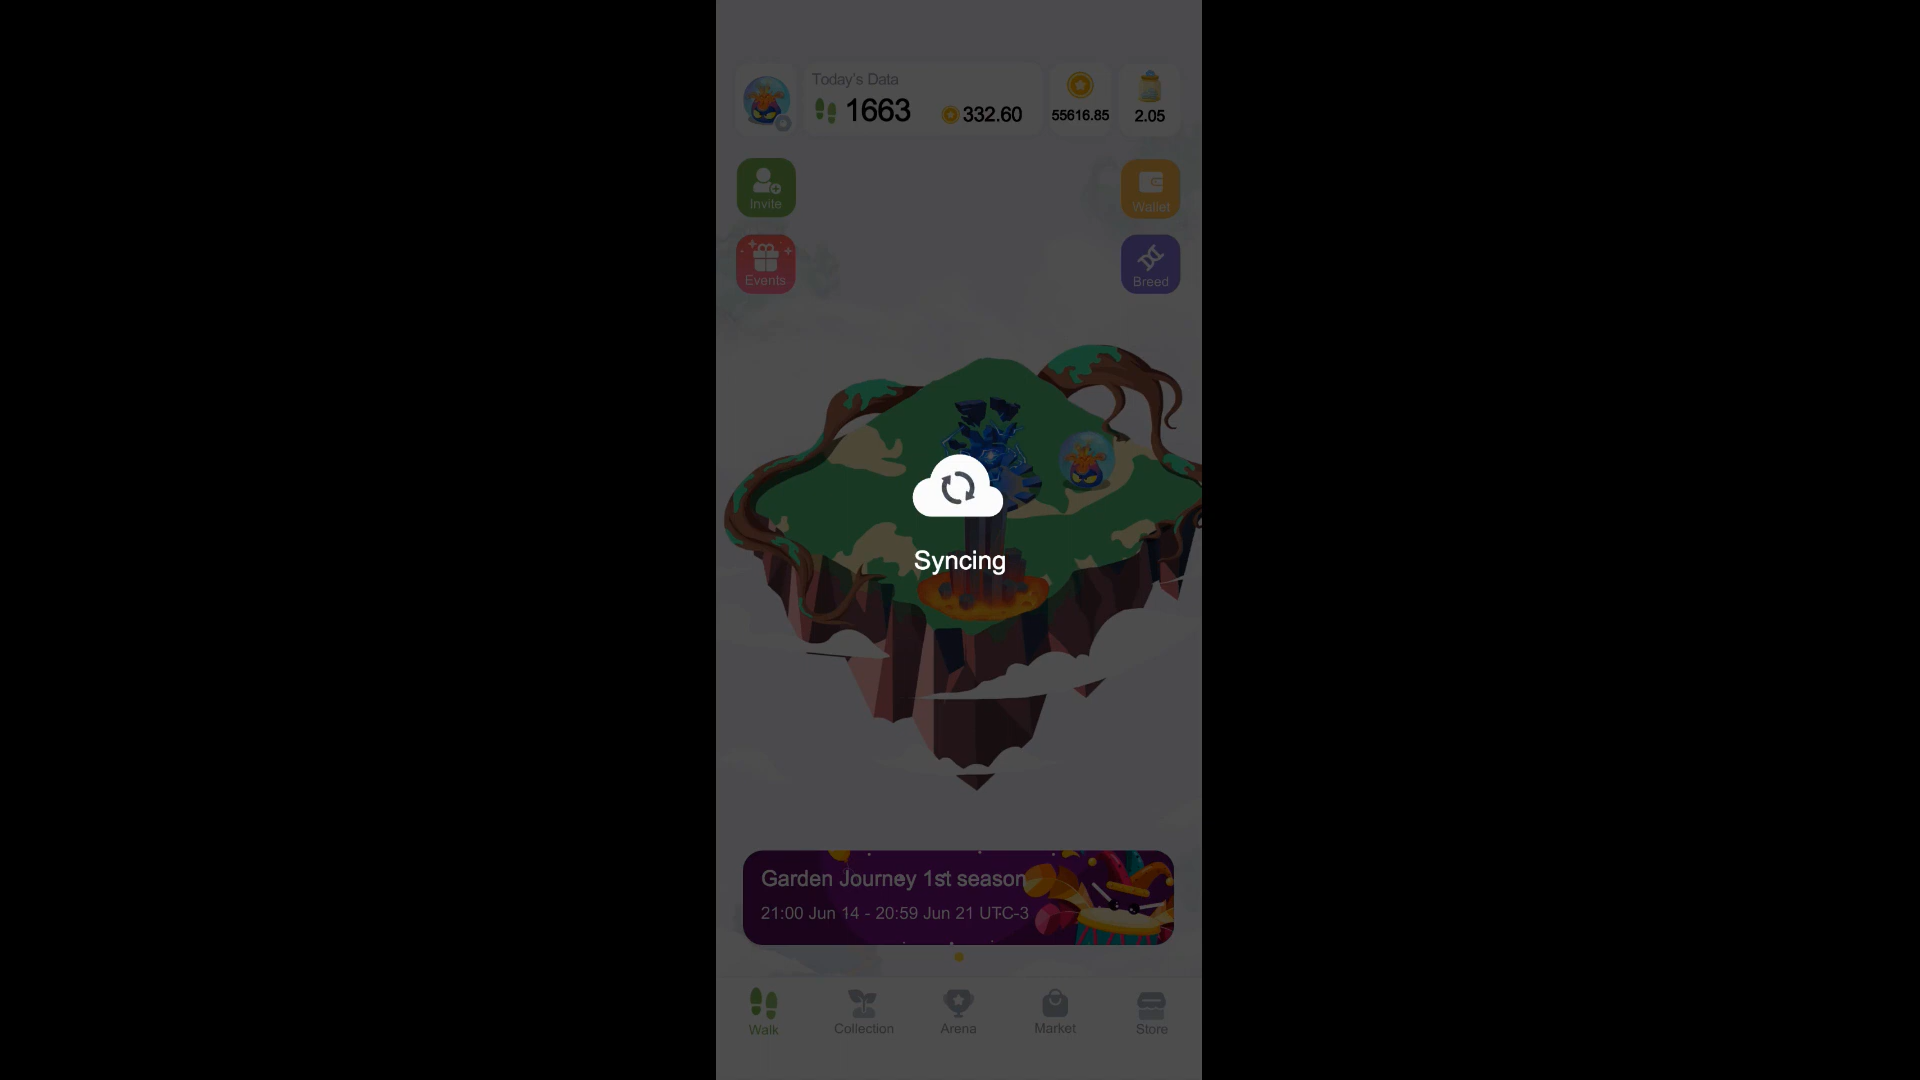 Today's Data
1663
332.60
55616.85
2.05
Invite
Wallet
Events
Breed
Syncing
Garden Journey 1st season
21:00 Jun 14 - 20:59 Jun 21 UTC-3
Walk
Collection
Arena
Market
Store